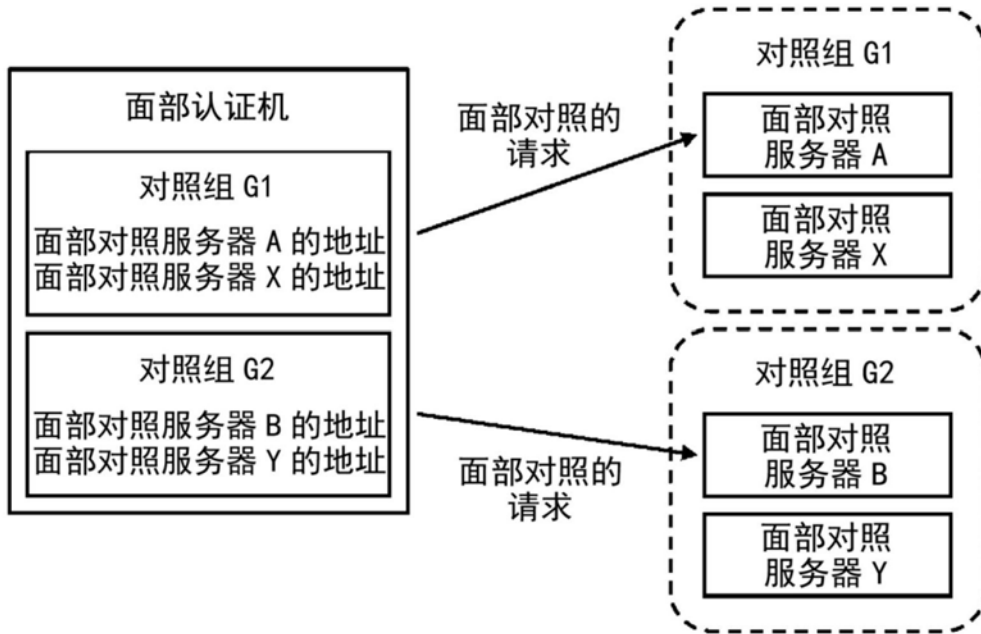 面部认证机
对照组 G1
面部对照服务器 A 的地址
面部对照服务器 X 的地址
对照组 G2
面部对照服务器 B 的地址
面部对照服务器 Y 的地址
面部对照的
请求
面部对照的
请求
对照组 G1
面部对照
服务器 A
面部对照
服务器 X
对照组 G2
面部对照
服务器 B
面部对照
服务器 Y